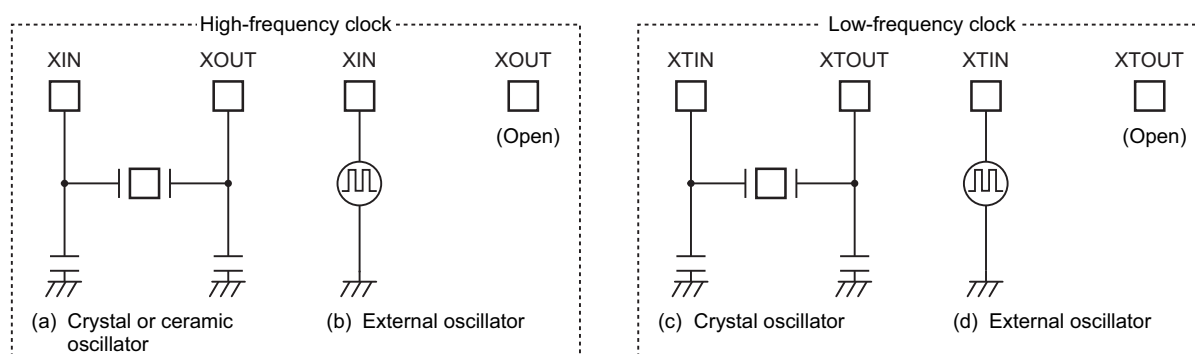 High-frequency clock
Low-frequency clock
XIN XOUT XIN XOUT
XTIN XTOUT XTIN XTOUT
(Open)
(Open)
(a) Crystal or ceramic
oscillator
(b) External oscillator
(c) Crystal oscillator
(d) External oscillator